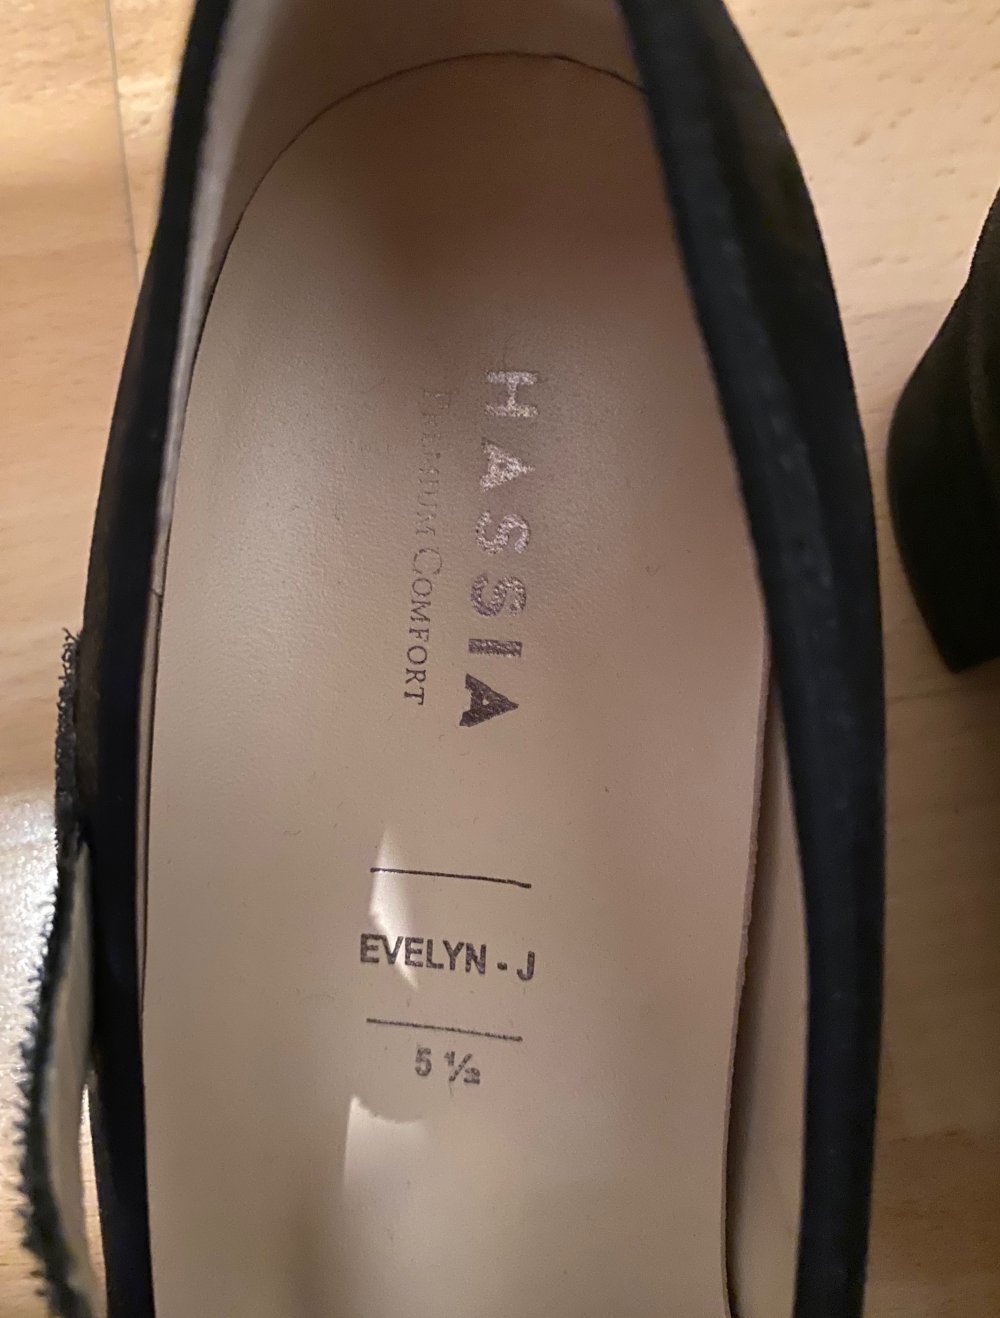 HASSIA
PREMIUM COMFORT
EVELYN - J
5 ½